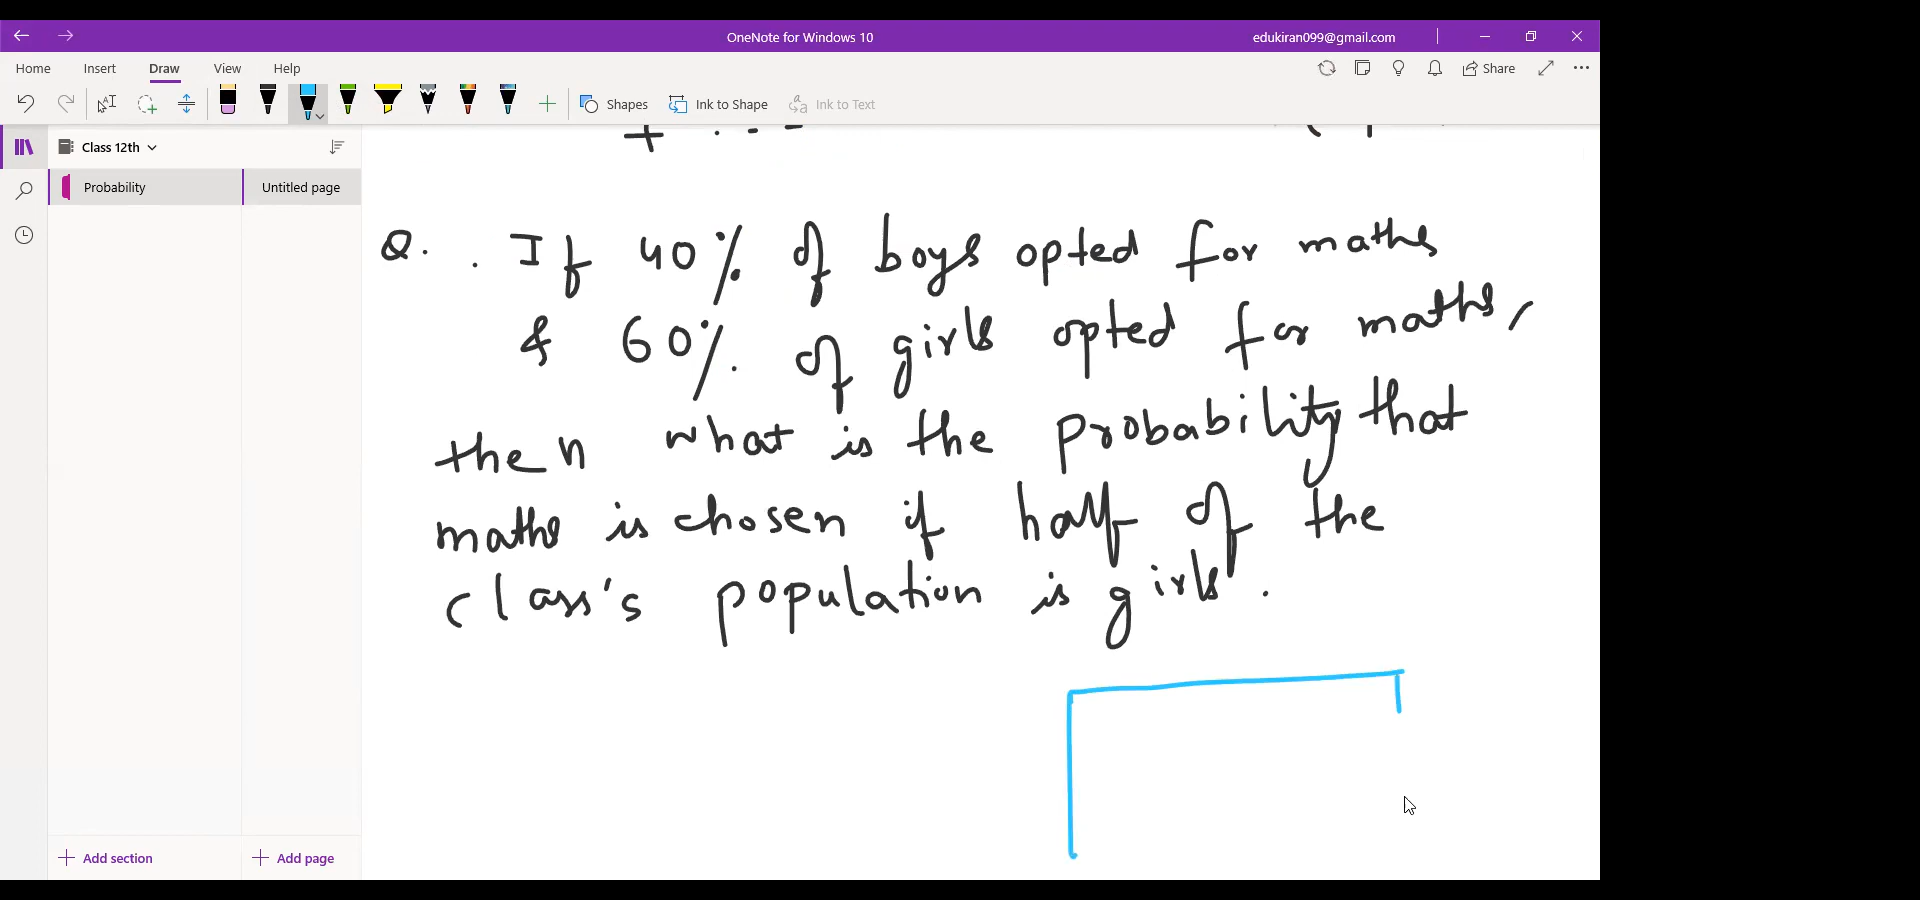 OneNote for Windows 10
edukiran099@gmail.com
Home Insert Draw View Help
Share
Shapes
Ink to Shape
Ink to Text
Class 12th
Probability
Untitled page
Q. . If 40% of boys opted for maths
& 60%. of girls opted for maths,
then what is the probability that
maths is chosen if half of the
class's population is girls.
Add section
Add page